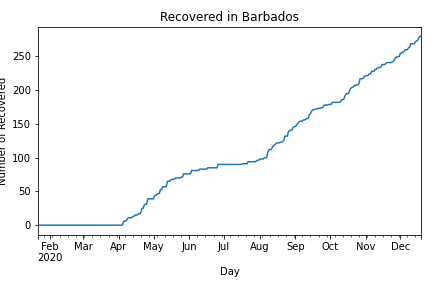 Recovered in Barbados
Number of Recovered
250
200
150
100
50
0
Feb Mar Apr May Jun Jul Aug Sep Oct Nov Dec
2020
Day